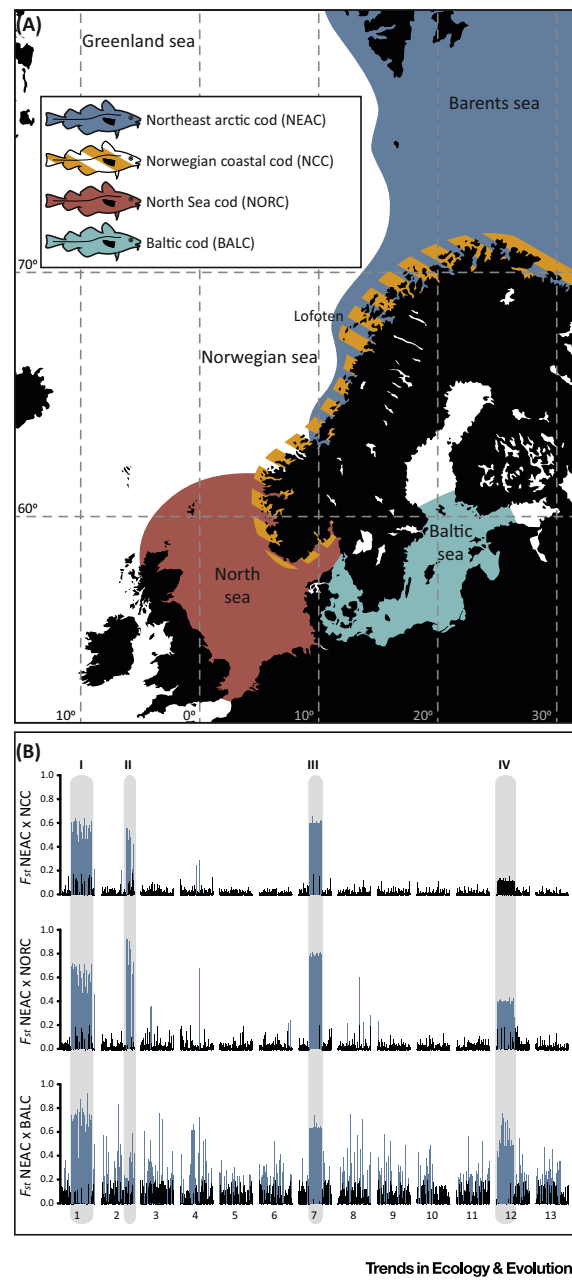 (A)
Greenland sea
Barents sea
Northeast arctic cod (NEAC)
Norwegian coastal cod (NCC)
North Sea cod (NORC)
Baltic cod (BALC)
70º
Lofoten
Norwegian sea
60º
Baltic
sea
North
sea
10º 0º 10º 20º 30º
(B)
I II III IV
1.0
0.8
0.6
0.4
0.2
0.0
Fst NEAC x NCC
1.0
0.8
0.6
0.4
0.2
0.0
Fst NEAC x NORC
1.0
0.8
0.6
0.4
0.2
0.0
Fst NEAC x BALC
1 2 3 4 5 6 7 8 9 10 11 12 13
Trends in Ecology & Evolution